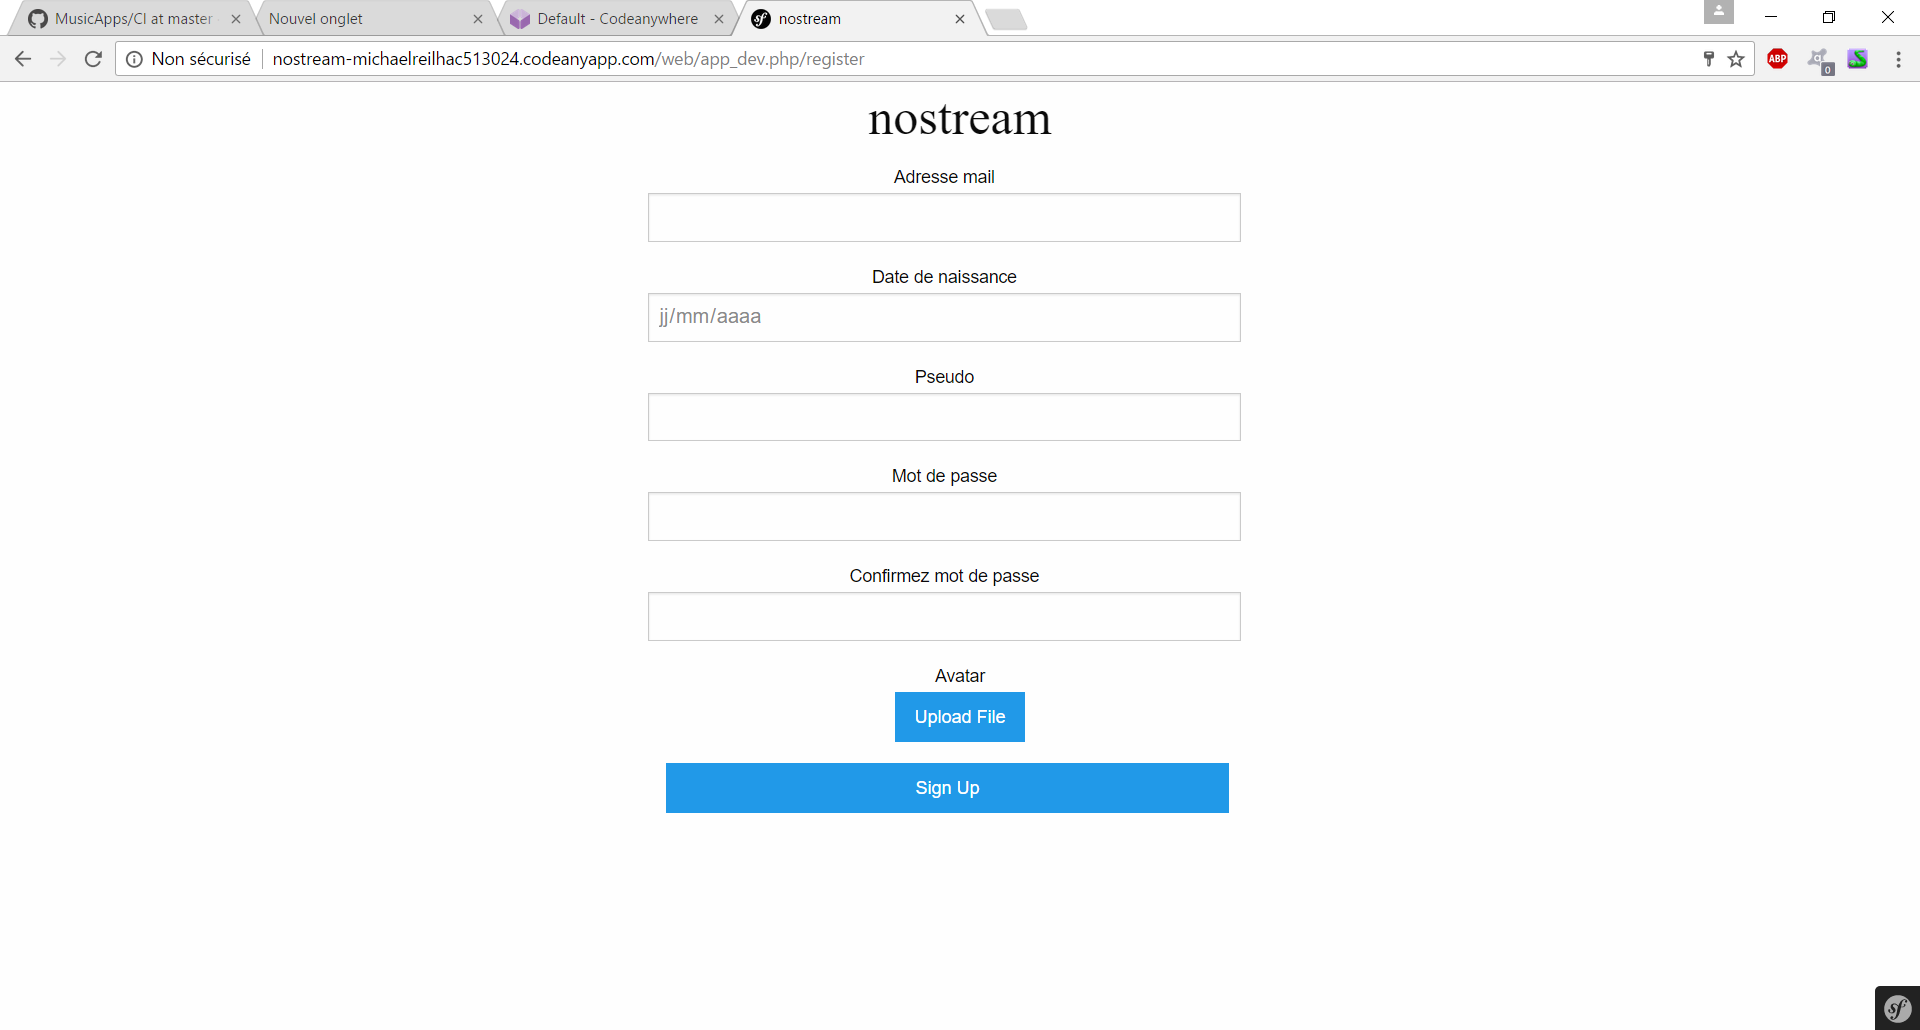 MusicApps/CI at master
Nouvel onglet
Default - Codeanywhere
nostream
Non sécurisé
nostream-michaelreilhac513024.codeanyapp.com/web/app_dev.php/register
ABP
0
nostream
Adresse mail
Date de naissance
jj/mm/aaaa
Pseudo
Mot de passe
Confirmez mot de passe
Avatar
Upload File
Sign Up
sf